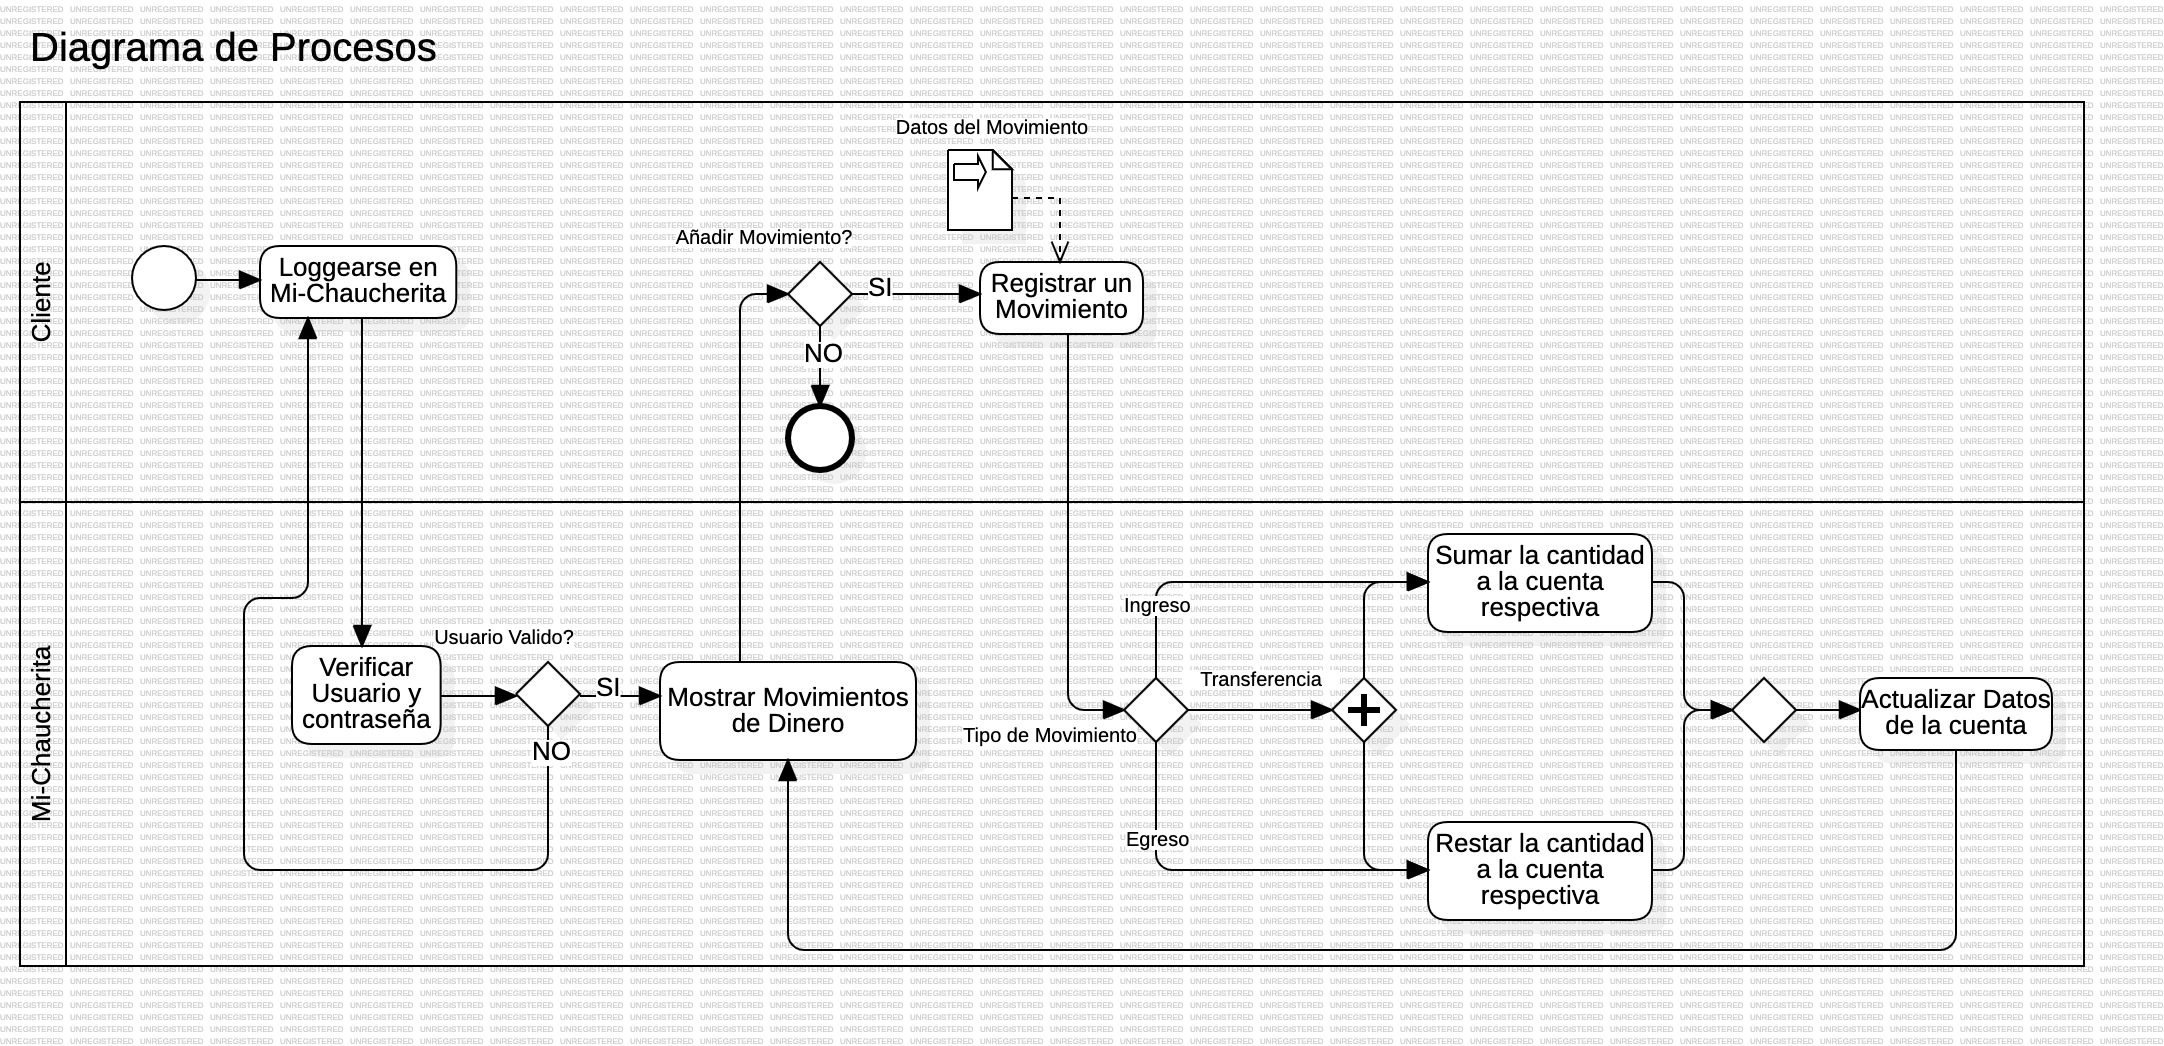 Diagrama de Procesos
Cliente
Datos del Movimiento
Añadir Movimiento?
Loggearse en
Mi-Chaucherita
SI
Registrar un
Movimiento
NO
Mi-Chaucherita
Verificar
Usuario y
contraseña
Usuario Valido?
SI
NO
Mostrar Movimientos
de Dinero
Tipo de Movimiento
Ingreso
Transferencia
Egreso
Sumar la cantidad
a la cuenta
respectiva
Restar la cantidad
a la cuenta
respectiva
Actualizar Datos
de la cuenta
UNREGISTERED